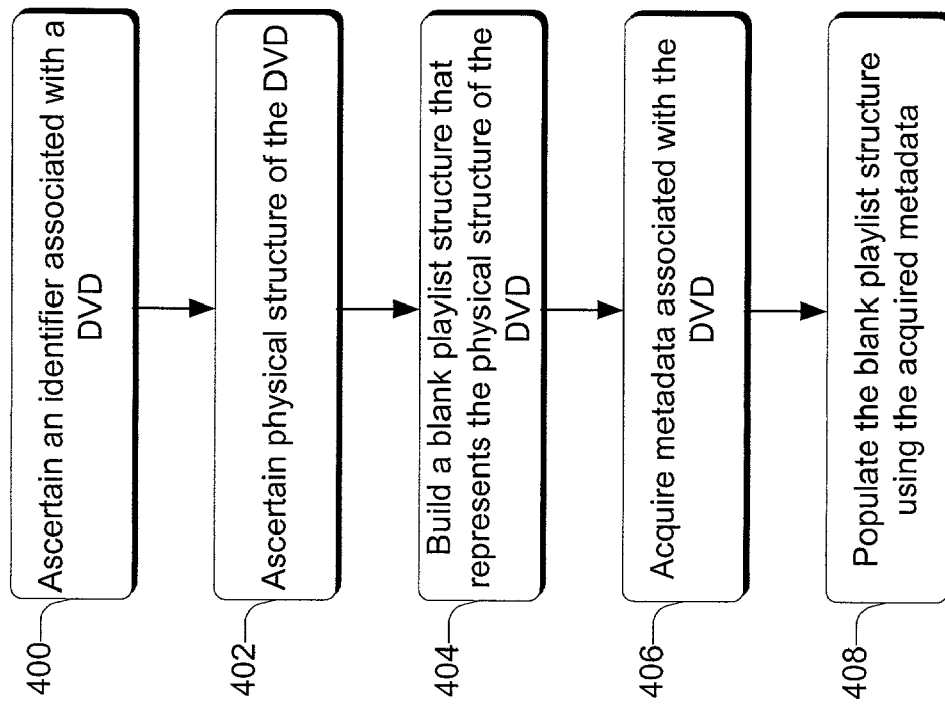 400
Ascertain an identifier associated with a
DVD
402
Ascertain physical structure of the DVD
404
Build a blank playlist structure that
represents the physical structure of the
DVD
406
Acquire metadata associated with the
DVD
408
Populate the blank playlist structure
using the acquired metadata